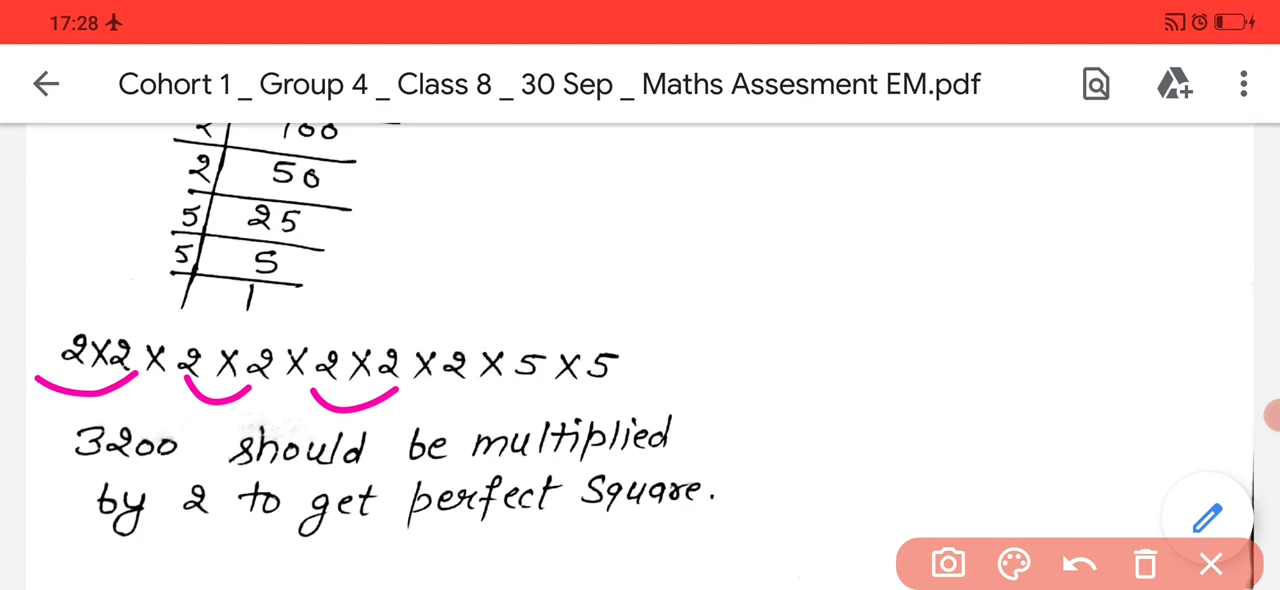 17:28
Cohort 1 _ Group 4 _ Class 8 _ 30 Sep _ Maths Assesment EM.pdf
2 100
2 50
5 25
5 5
1
2×2×2×2×2×2×2×5×5
3200 should be multiplied
by 2 to get perfect square.